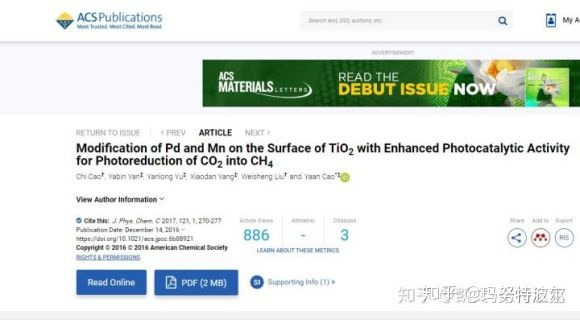 ACS Publications
Most Trusted. Most Cited. Most Read.
Search text, DOI, authors, etc.
My A
ADVERTISEMENT
ACS
MATERIALS LETTERS
READ THE
DEBUT ISSUE NOW
RETURN TO ISSUE
< PREV
ARTICLE
NEXT >
Modification of Pd and Mn on the Surface of TiO2 with Enhanced Photocatalytic Activity
for Photoreduction of CO2 into CH4
Chi Cao†, Yabin Yan‡, Yanlong Yu‡, Xiaodan Yang‡, Weisheng Liu† and Yaan Cao*‡
View Author Information
Cite this: J. Phys. Chem. C 2017, 121, 1, 270-277
Publication Date: December 14, 2016
https://doi.org/10.1021/acs.jpcc.6b08921
Copyright © 2016 American Chemical Society
RIGHTS & PERMISSIONS
Article Views
886
Altmetric
-
Citations
3
LEARN ABOUT THESE METRICS
Share
Add to
Export
RIS
Read Online
PDF (2 MB)
SI
Supporting Info (1) »
知乎 @玛努特波尔